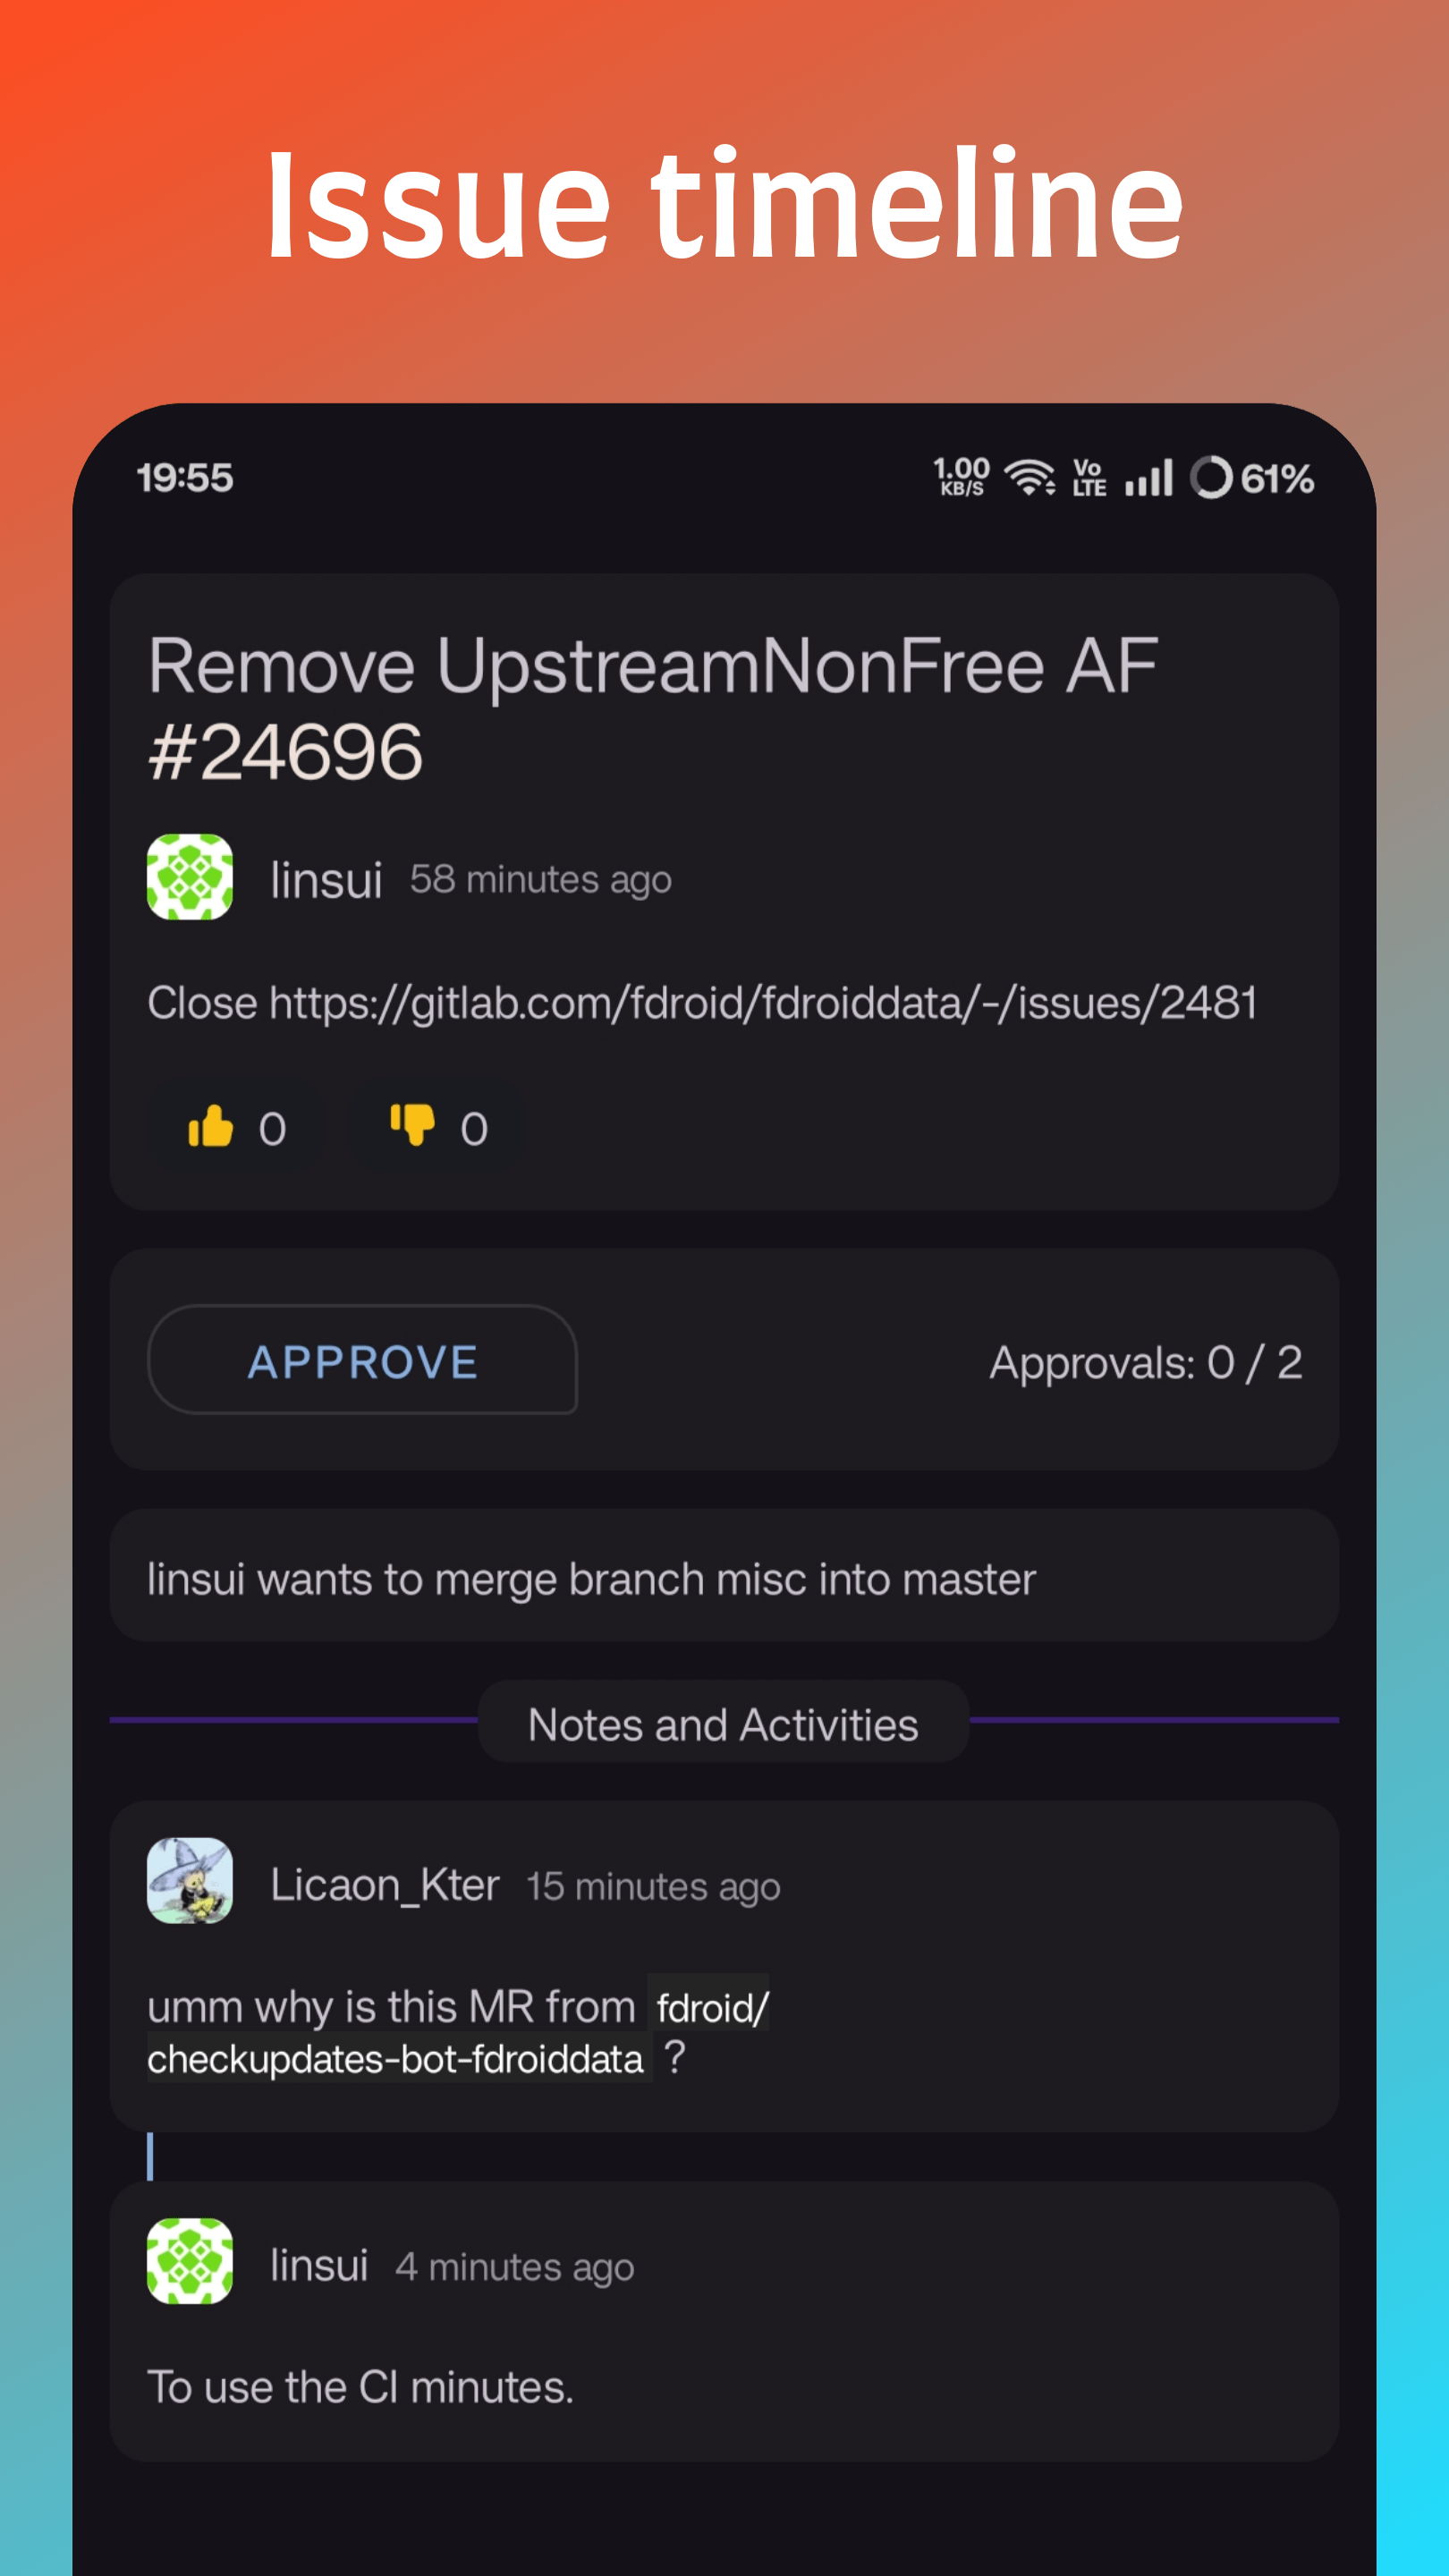 Issue timeline
19:55
1.00 KB/S Vo LTE 61%
Remove UpstreamNonFree AF
#24696
linsui 58 minutes ago
Close https://gitlab.com/fdroid/fdroiddata/-/issues/2481
0 0
APPROVE Approvals: 0 / 2
linsui wants to merge branch misc into master
Notes and Activities
Licaon_Kter 15 minutes ago
umm why is this MR from fdroid/
checkupdates-bot-fdroiddata ?
linsui 4 minutes ago
To use the CI minutes.